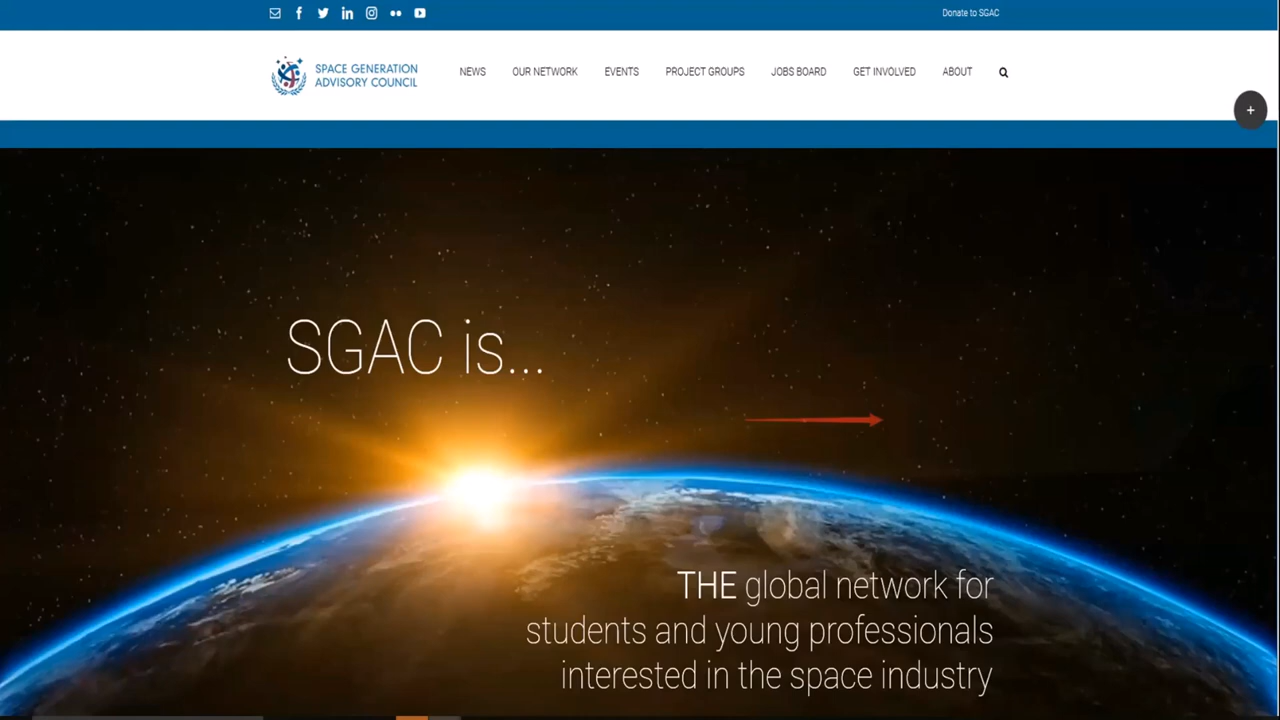 Donate to SGAC
SPACE GENERATION
ADVISORY COUNCIL
NEWS OUR NETWORK EVENTS PROJECT GROUPS JOBS BOARD GET INVOLVED ABOUT
SGAC is...
THE global network for
students and young professionals
interested in the space industry